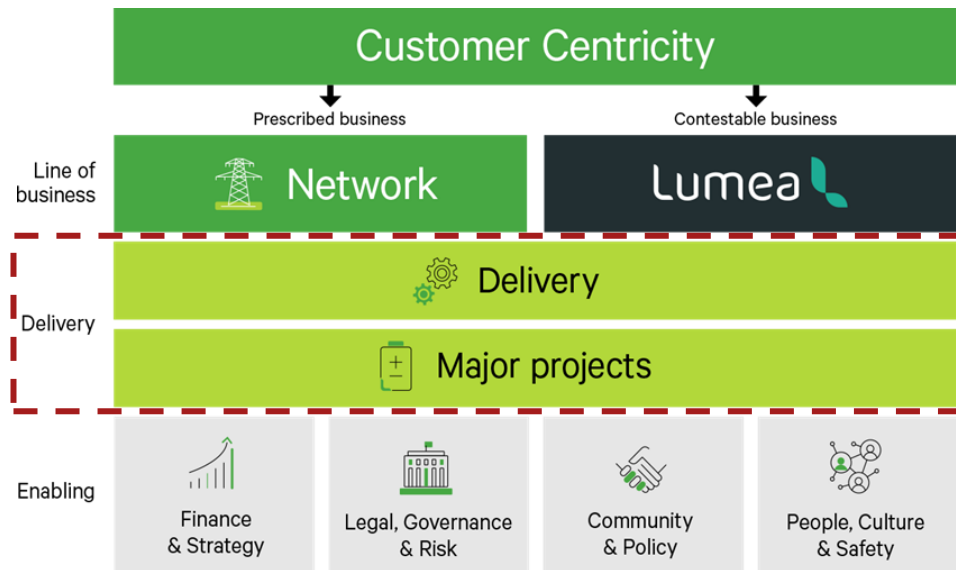 Customer Centricity
Prescribed business
Contestable business
Line of
business
Network
Lumea
Delivery
Delivery
Major projects
Enabling
Finance
& Strategy
Legal, Governance
& Risk
Community
& Policy
People, Culture
& Safety